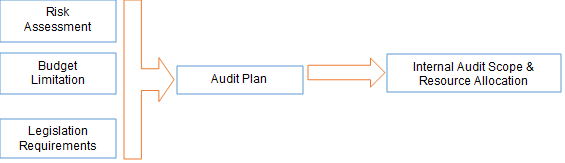 Risk
Assessment
Budget
Limitation
Legislation
Requirements
Audit Plan
Internal Audit Scope &
Resource Allocation